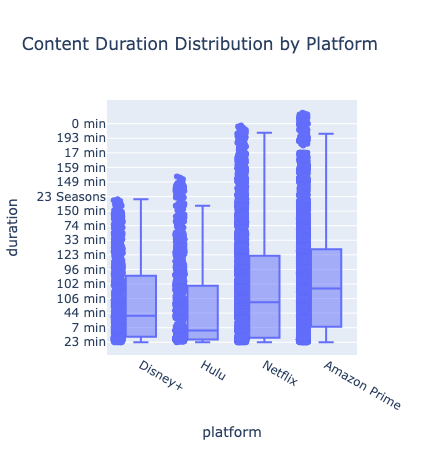 Content Duration Distribution by Platform
0 min
193 min
17 min
159 min
149 min
23 Seasons
150 min
74 min
33 min
123 min
96 min
102 min
106 min
44 min
7 min
23 min
duration
Disney+
Hulu
Netflix
Amazon Prime
platform